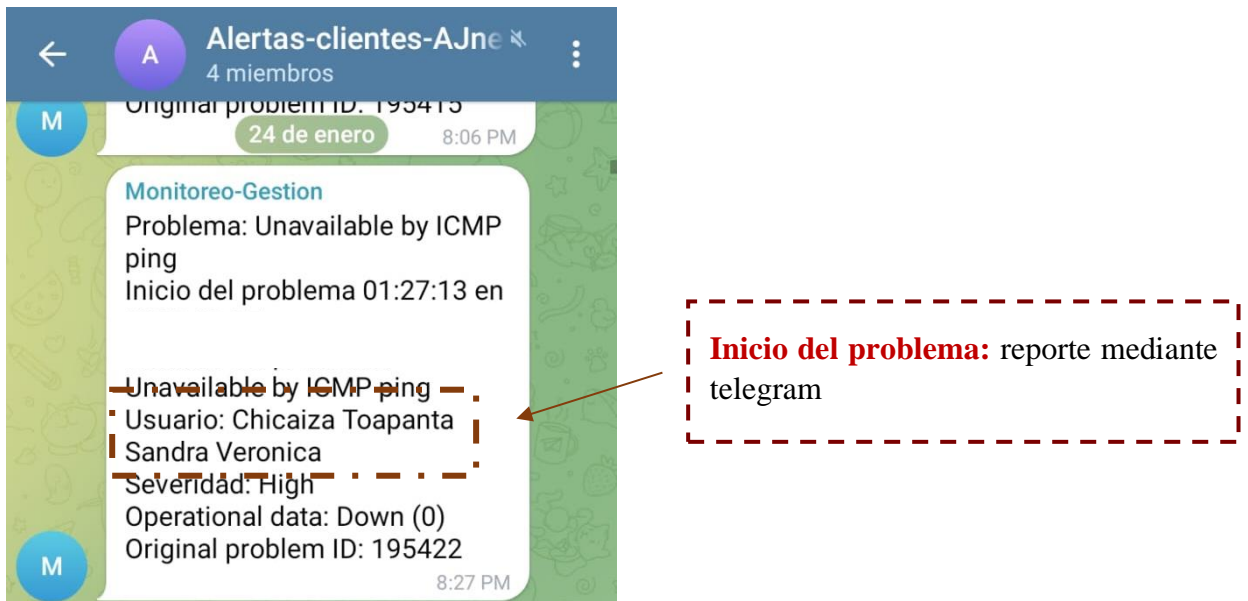 A
Alertas-clientes-AJne
4 miembros
M
Original problem ID: 195415
24 de enero
8:06 PM
Monitoreo-Gestion
Problema: Unavailable by ICMP
ping
Inicio del problema 01:27:13 en
Unavailable by ICMP ping
Usuario: Chicaiza Toapanta
Sandra Veronica
Severidad: High
Operational data: Down (0)
Original problem ID: 195422
M
8:27 PM
Inicio del problema: reporte mediante
telegram